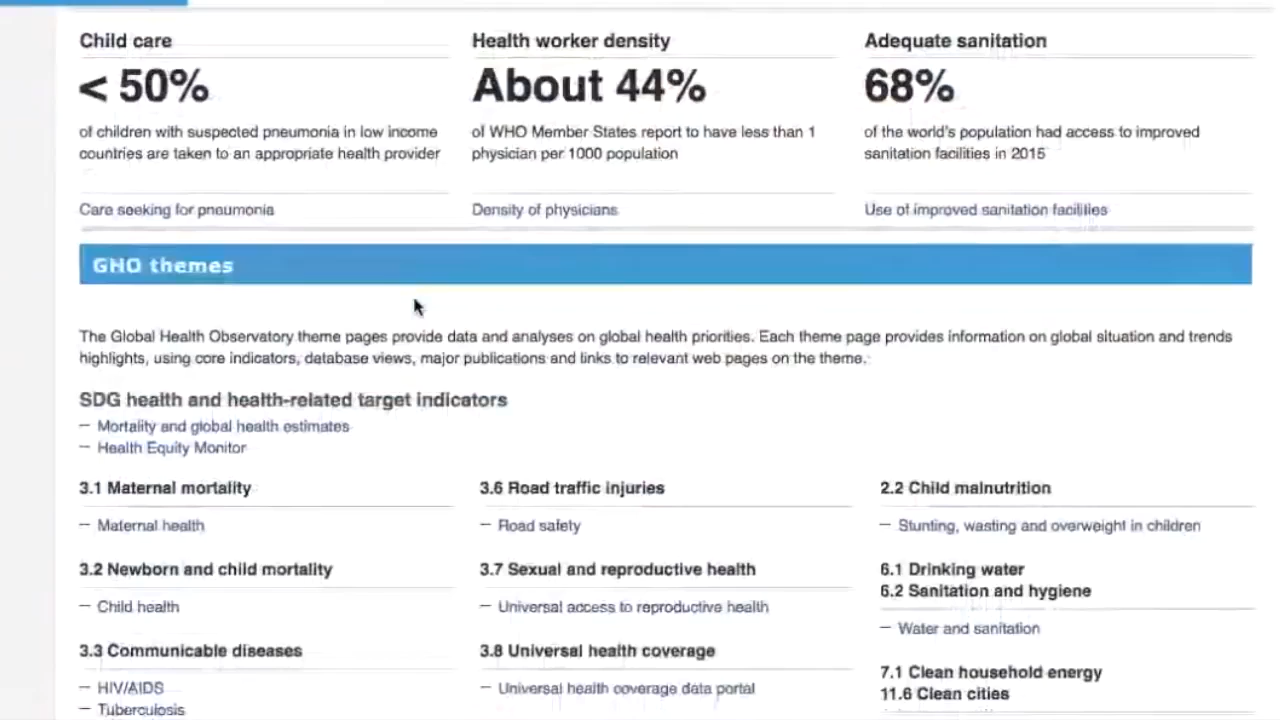 Child care
< 50%
of children with suspected pneumonia in low income
countries are taken to an appropriate health provider
Care seeking for pneumonia
Health worker density
About 44%
of WHO Member States report to have less than 1
physician per 1000 population
Density of physicians
Adequate sanitation
68%
of the world's population had access to improved
sanitation facilities in 2015
Use of improved sanitation facilities
GHO themes
The Global Health Observatory theme pages provide data and analyses on global health priorities. Each theme page provides information on global situation and trends
highlights, using core indicators, database views, major publications and links to relevant web pages on the theme.
SDG health and health-related target indicators
– Mortality and global health estimates
– Health Equity Monitor
3.1 Maternal mortality
– Maternal health
3.2 Newborn and child mortality
– Child health
3.3 Communicable diseases
– HIV/AIDS
– Tuberculosis
3.6 Road traffic injuries
– Road safety
3.7 Sexual and reproductive health
– Universal access to reproductive health
3.8 Universal health coverage
– Universal health coverage data portal
2.2 Child malnutrition
– Stunting, wasting and overweight in children
6.1 Drinking water
6.2 Sanitation and hygiene
– Water and sanitation
7.1 Clean household energy
11.6 Clean cities